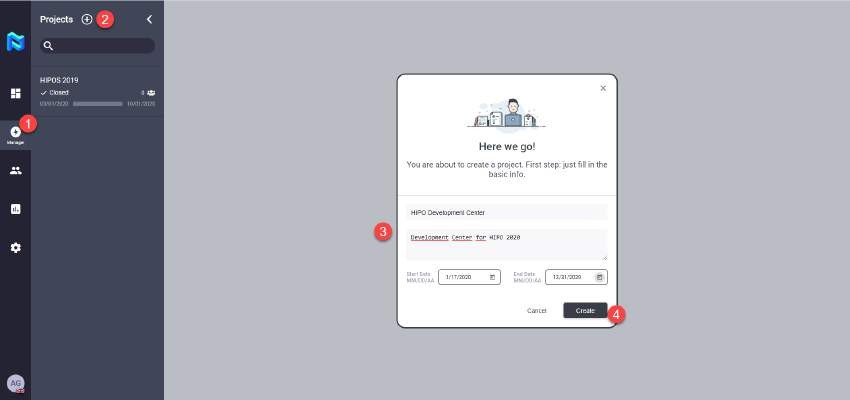 Projects
2
HIPOS 2019
Closed
03/03/2020
10/31/2020
1
Manage
Here we go!
You are about to create a project. First step: just fill in the
basic info.
HIPO Development Center
3
Development Center for HIPO 2020
Start Date
MM/DD/AA
1/17/2020
End Date
MM/DD/AA
12/31/2020
Cancel
Create
4
AG